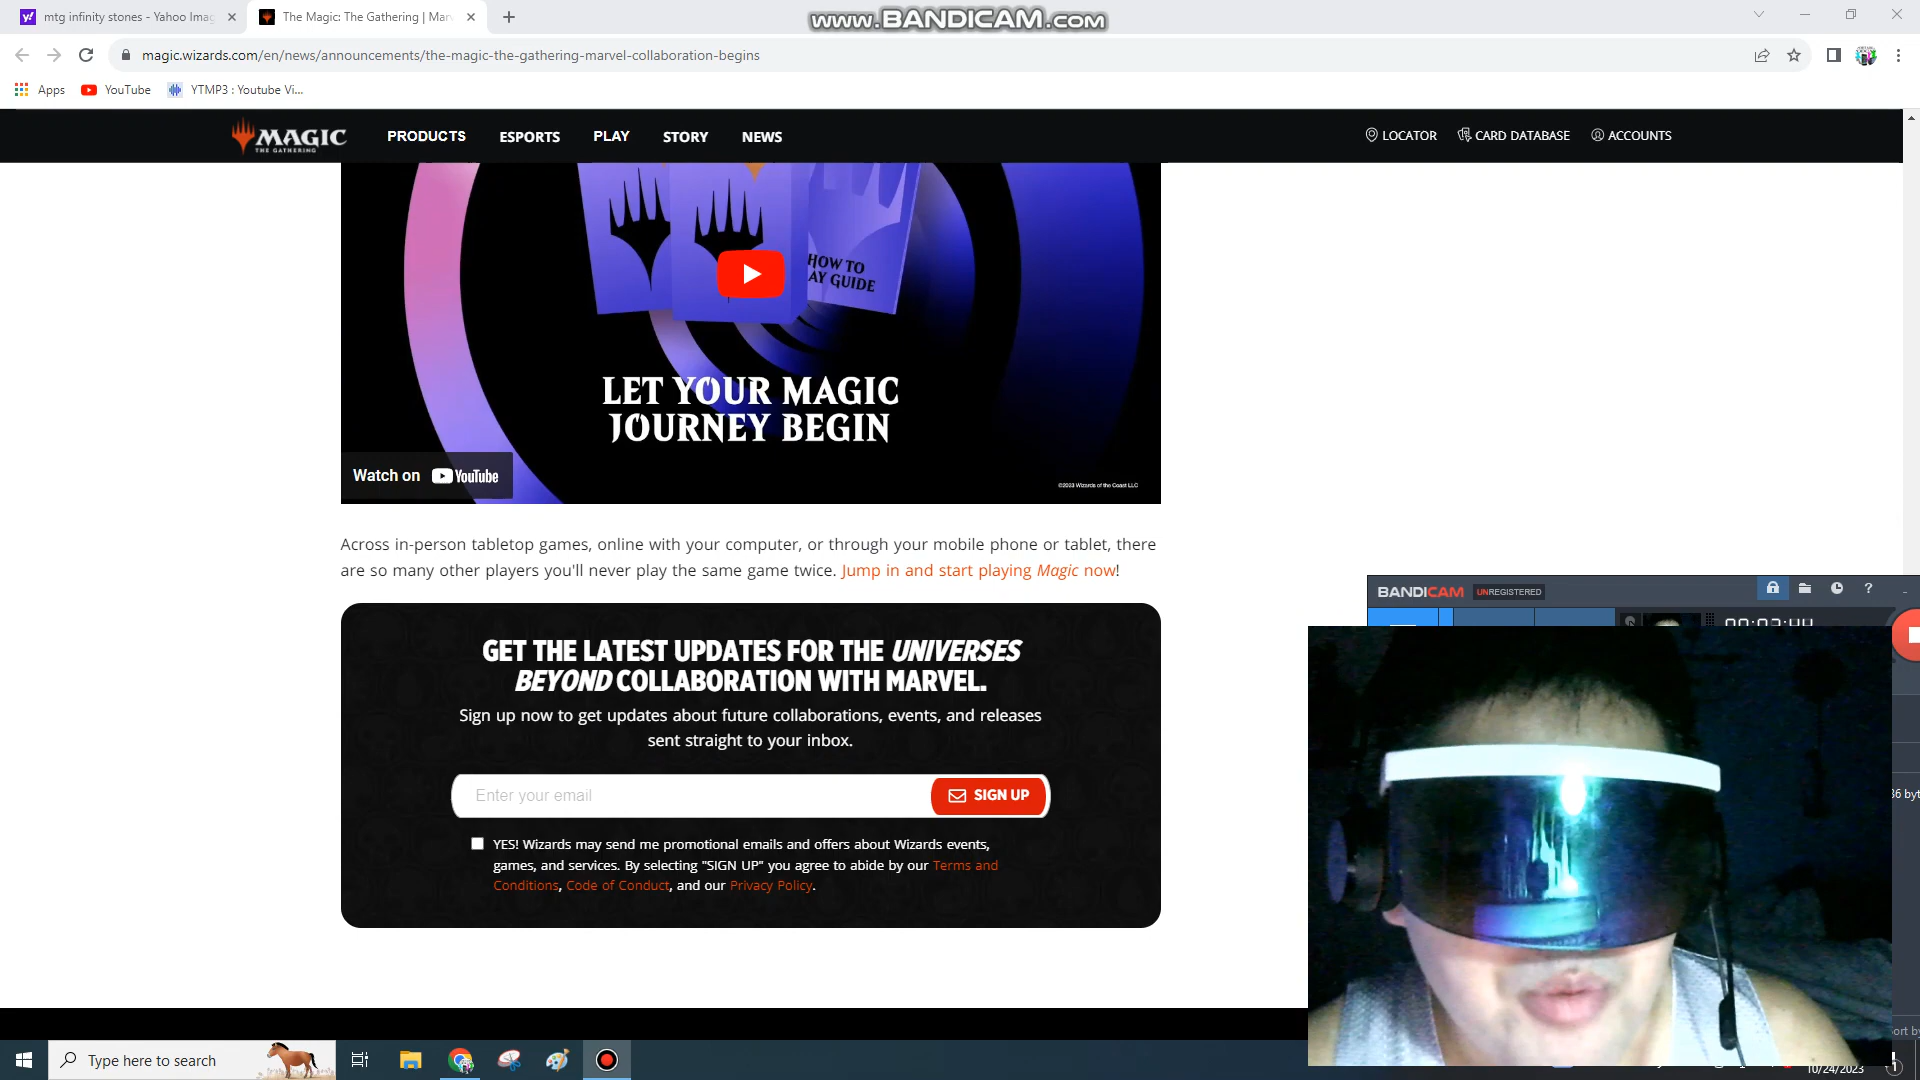 mtg infinity stones - Yahoo Imag
The Magic: The Gathering | Mar
www.BANDICAM.com
magic.wizards.com/en/news/announcements/the-magic-the-gathering-marvel-collaboration-begins
Apps
YouTube
YTMP3 : Youtube Vi...
MAGIC
THE GATHERING
PRODUCTS
ESPORTS
PLAY
STORY
NEWS
LOCATOR
CARD DATABASE
ACCOUNTS
HOW TO
AY GUIDE
LET YOUR MAGIC
JOURNEY BEGIN
Watch on YouTube
Across in-person tabletop games, online with your computer, or through your mobile phone or tablet, there
are so many other players you'll never play the same game twice. Jump in and start playing Magic now!
BANDICAM UNREGISTERED
?
GET THE LATEST UPDATES FOR THE UNIVERSES
BEYOND COLLABORATION WITH MARVEL.
Sign up now to get updates about future collaborations, events, and releases
sent straight to your inbox.
Enter your email
SIGN UP
YES! Wizards may send me promotional emails and offers about Wizards events,
games, and services. By selecting "SIGN UP" you agree to abide by our Terms and
Conditions, Code of Conduct, and our Privacy Policy.
Type here to search
10/24/2023
1